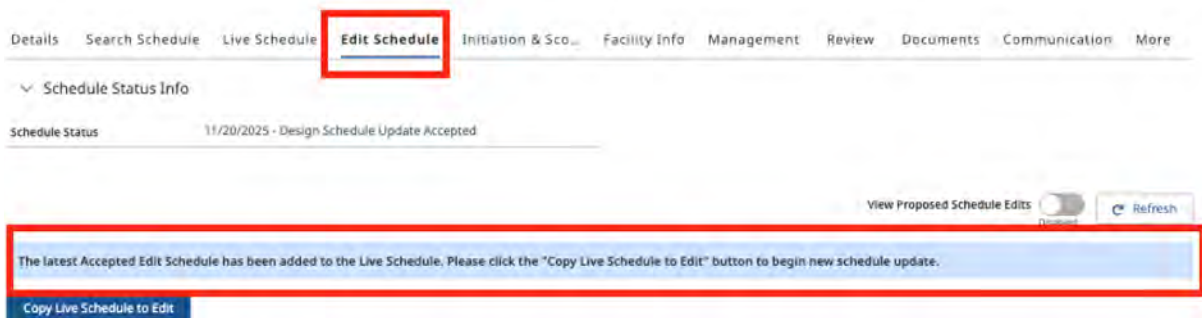 Details Search Schedule Live Schedule Edit Schedule Initiation & Sco... Facility Info Management Review Documents Communication More
Schedule Status Info
Schedule Status 11/20/2025 - Design Schedule Update Accepted
View Proposed Schedule Edits Disabled Refresh
The latest Accepted Edit Schedule has been added to the Live Schedule. Please click the "Copy Live Schedule to Edit" button to begin new schedule update.
Copy Live Schedule to Edit